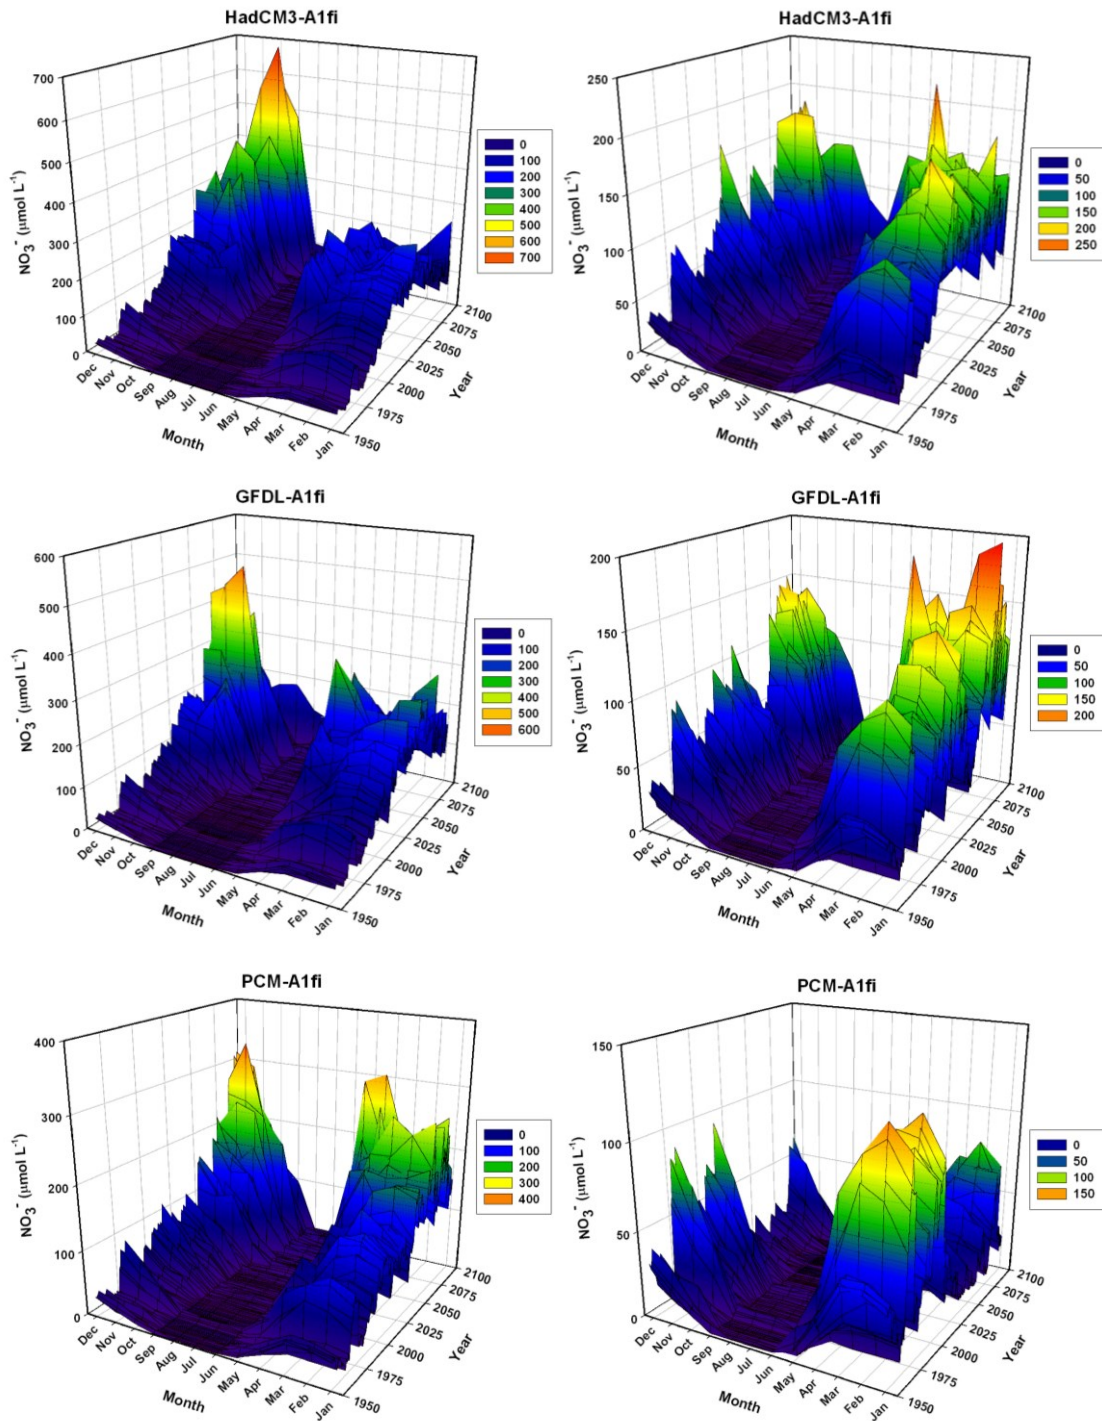 HadCM3-A1fi
700
600
500
400
300
200
100
0
NO3- (μmol L-1)
Dec
Nov
Oct
Sep
Aug
Jul
Jun
May
Apr
Mar
Feb
Jan
Month
1950
1975
2000
2025
2050
2075
2100
Year
0
100
200
300
400
500
600
700
HadCM3-A1fi
250
200
150
100
50
0
NO3- (μmol L-1)
Dec
Nov
Oct
Sep
Aug
Jul
Jun
May
Apr
Mar
Feb
Jan
Month
1950
1975
2000
2025
2050
2075
2100
Year
0
50
100
150
200
250
GFDL-A1fi
600
500
400
300
200
100
0
NO3- (μmol L-1)
Dec
Nov
Oct
Sep
Aug
Jul
Jun
May
Apr
Mar
Feb
Jan
Month
1950
1975
2000
2025
2050
2075
2100
Year
0
100
200
300
400
500
600
GFDL-A1fi
200
150
100
50
0
NO3- (μmol L-1)
Dec
Nov
Oct
Sep
Aug
Jul
Jun
May
Apr
Mar
Feb
Jan
Month
1950
1975
2000
2025
2050
2075
2100
Year
0
50
100
150
200
PCM-A1fi
400
300
200
100
0
NO3- (μmol L-1)
Dec
Nov
Oct
Sep
Aug
Jul
Jun
May
Apr
Mar
Feb
Jan
Month
1950
1975
2000
2025
2050
2075
2100
Year
0
100
200
300
400
PCM-A1fi
150
100
50
0
NO3- (μmol L-1)
Dec
Nov
Oct
Sep
Aug
Jul
Jun
May
Apr
Mar
Feb
Jan
Month
1950
1975
2000
2025
2050
2075
2100
Year
0
50
100
150